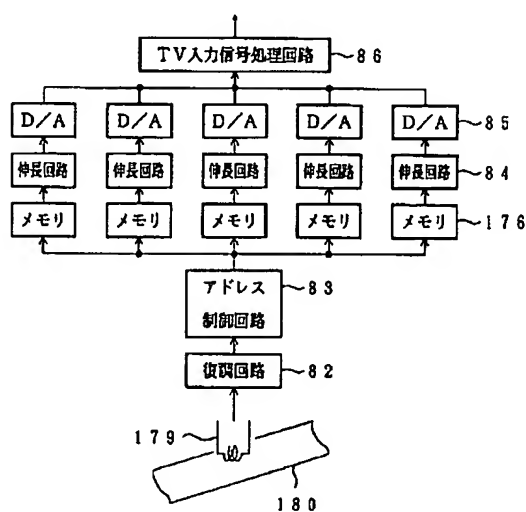 TV入力信号処理回路 86
D/A D/A D/A D/A D/A 85
伸長回路 伸長回路 伸長回路 伸長回路 伸長回路 84
メモリ メモリ メモリ メモリ メモリ 176
アドレス
制御回路
83
復調回路 82
179
180